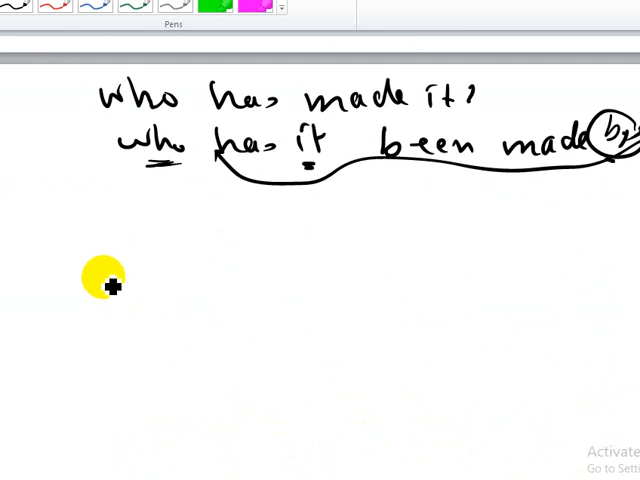 Pens
who has made it?
who has it been made by
Activate
Go to Setti